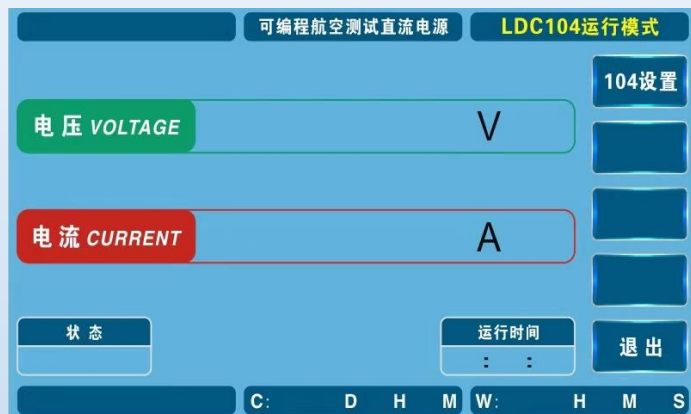 可编程航空测试直流电源
LDC104运行模式
104设置
电压 VOLTAGE
V
电流 CURRENT
A
状态
运行时间
: :
退出
C: D H M
W: H M S